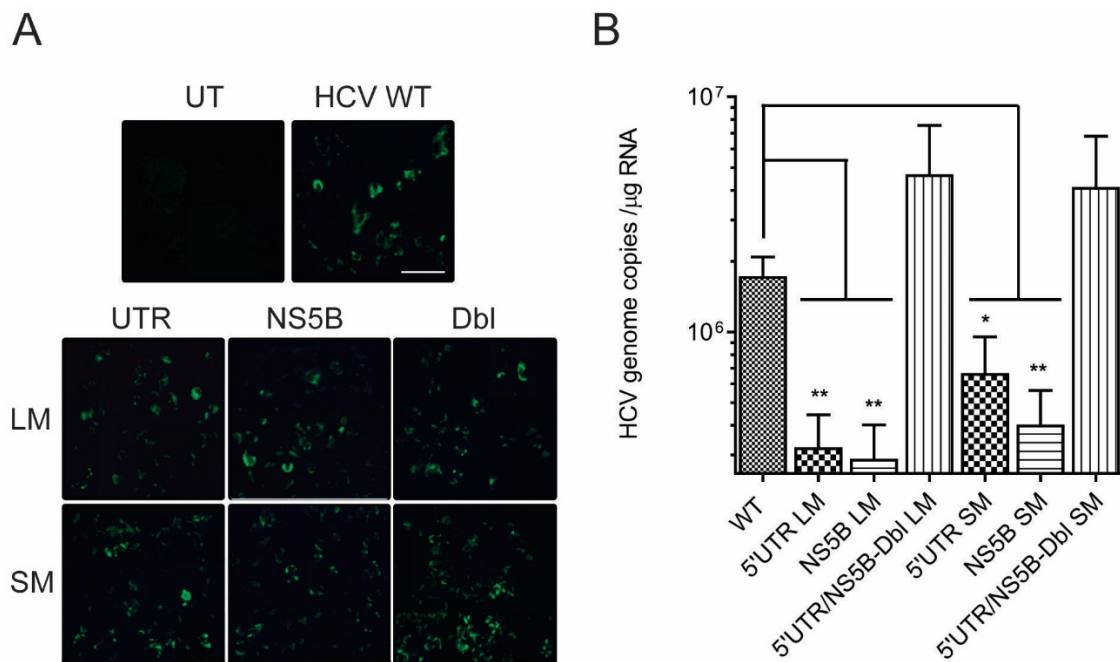 A
UT HCV WT
UTR NS5B Dbl
LM
SM
B
HCV genome copies /µg RNA
10⁷
10⁶
**
**
*
**
WT
5'UTR LM
NS5B LM
5'UTR/NS5B-Dbl LM
5'UTR SM
NS5B SM
5'UTR/NS5B-Dbl SM